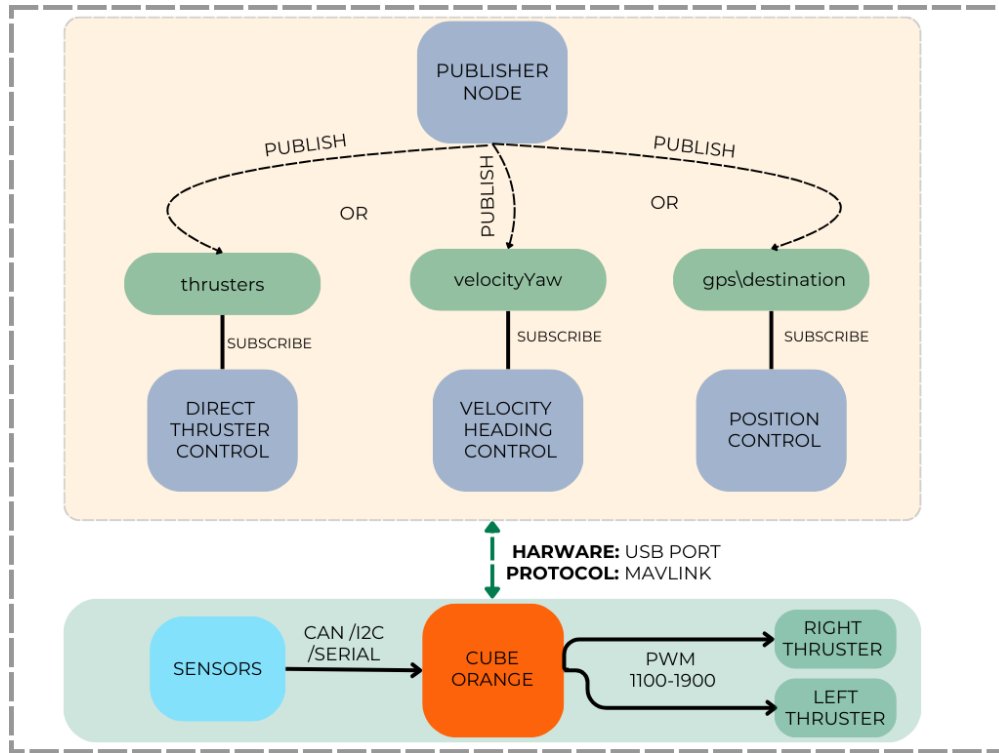 PUBLISHER
NODE
PUBLISH
PUBLISH
PUBLISH
OR
OR
thrusters
velocityYaw
gps\destination
SUBSCRIBE
SUBSCRIBE
SUBSCRIBE
DIRECT
THRUSTER
CONTROL
VELOCITY
HEADING
CONTROL
POSITION
CONTROL
HARWARE: USB PORT
PROTOCOL: MAVLINK
SENSORS
CAN /I2C
/SERIAL
CUBE
ORANGE
PWM
1100-1900
RIGHT
THRUSTER
LEFT
THRUSTER